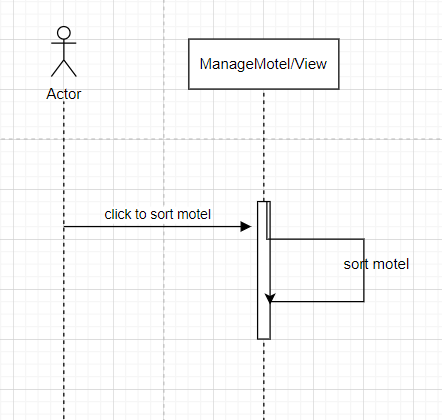 Actor
ManageMotel/View
click to sort motel
sort motel